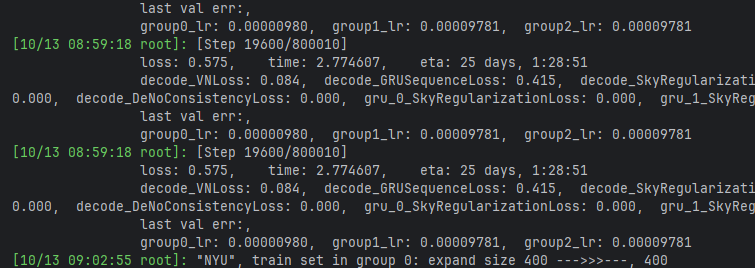 last val err:,
group0_lr: 0.00000980, group1_lr: 0.00009781, group2_lr: 0.00009781
[10/13 08:59:18 root]: [Step 19600/800010]
loss: 0.575, time: 2.774607, eta: 25 days, 1:28:51
decode_VNLoss: 0.084, decode_GRUSequenceLoss: 0.415, decode_SkyRegularizati
0.000, decode_DeNoConsistencyLoss: 0.000, gru_0_SkyRegularizationLoss: 0.000, gru_1_SkyReg
last val err:,
group0_lr: 0.00000980, group1_lr: 0.00009781, group2_lr: 0.00009781
[10/13 08:59:18 root]: [Step 19600/800010]
loss: 0.575, time: 2.774607, eta: 25 days, 1:28:51
decode_VNLoss: 0.084, decode_GRUSequenceLoss: 0.415, decode_SkyRegularizati
0.000, decode_DeNoConsistencyLoss: 0.000, gru_0_SkyRegularizationLoss: 0.000, gru_1_SkyReg
last val err:,
group0_lr: 0.00000980, group1_lr: 0.00009781, group2_lr: 0.00009781
[10/13 09:02:55 root]: "NYU", train set in group 0: expand size 400 --->>>---, 400